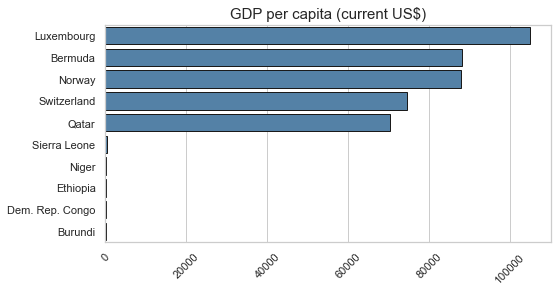 GDP per capita (current US$)
Luxembourg
Bermuda
Norway
Switzerland
Qatar
Sierra Leone
Niger
Ethiopia
Dem. Rep. Congo
Burundi
0 20000 40000 60000 80000 100000